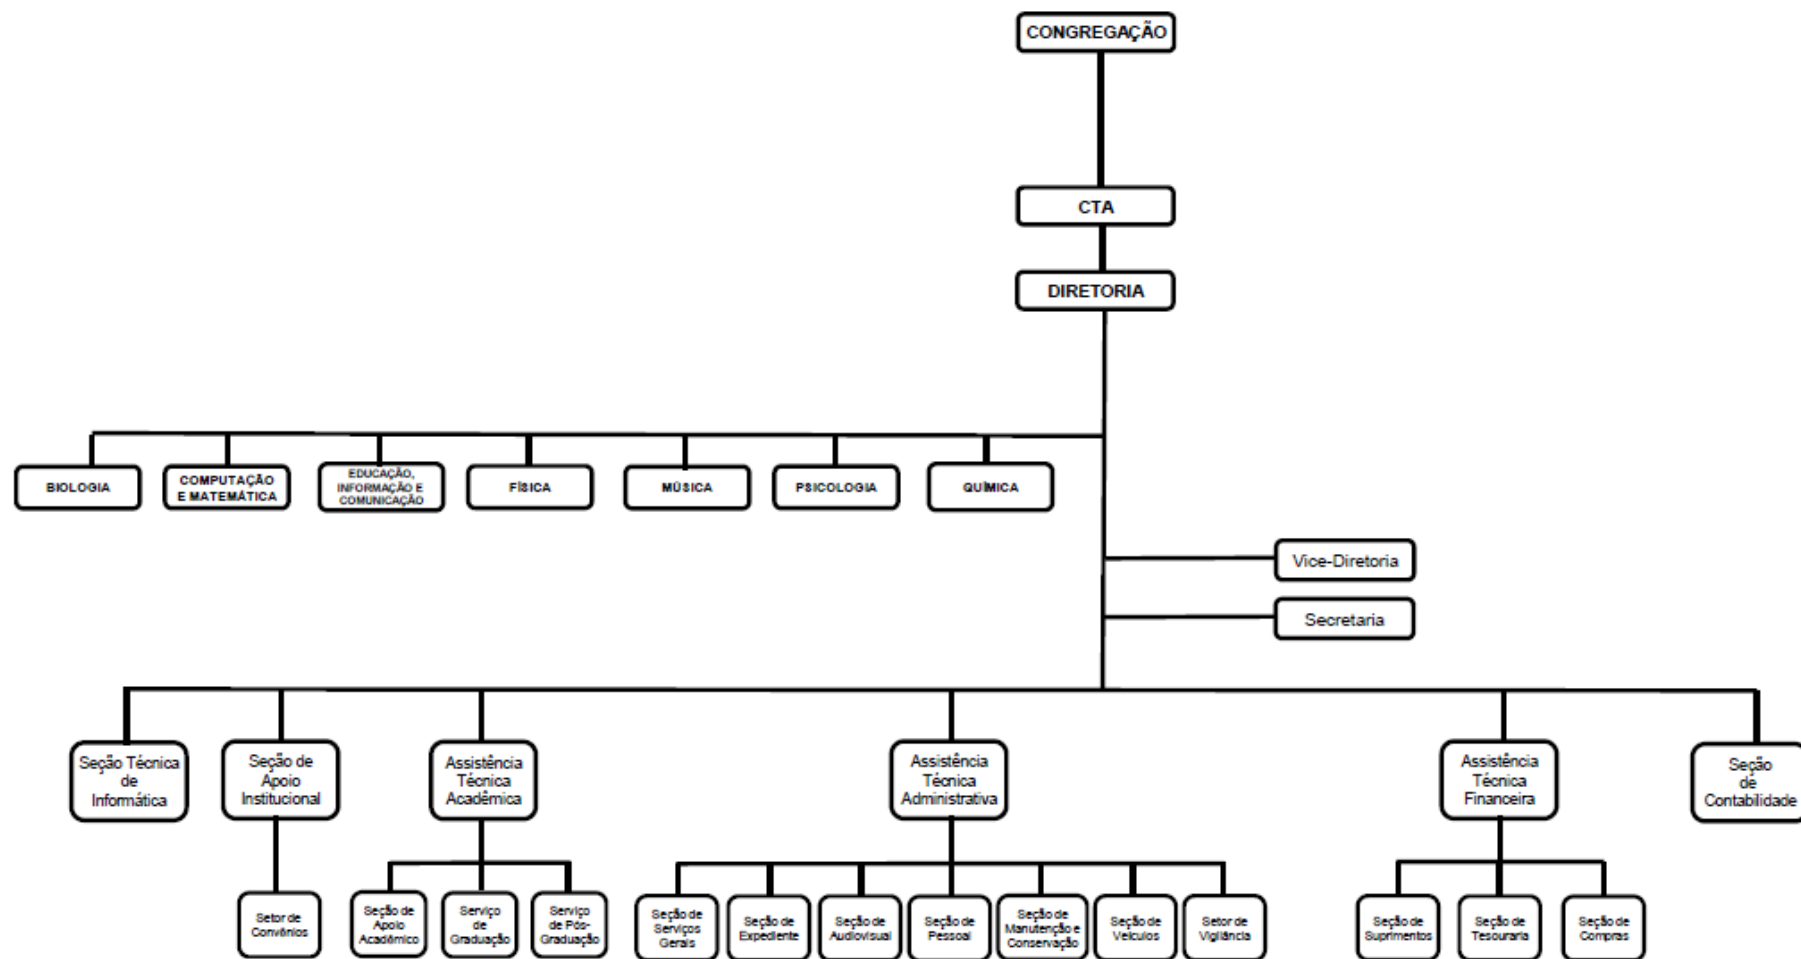 CONGREGAÇÃO
CTA
DIRETORIA
BIOLOGIA
COMPUTAÇÃO
E MATEMÁTICA
EDUCAÇÃO,
INFORMAÇÃO E
COMUNICAÇÃO
FÍSICA
MÚSICA
PSICOLOGIA
QUÍMICA
Vice-Diretoria
Secretaria
Seção Técnica
de
Informática
Seção de
Apoio
Institucional
Assistência
Técnica
Acadêmica
Assistência
Técnica
Administrativa
Assistência
Técnica
Financeira
Seção
de
Contabilidade
Setor de
Convênios
Seção de
Apoio
Acadêmico
Serviço
de
Graduação
Serviço
de Pós-
Graduação
Seção de
Serviços
Gerais
Seção de
Expediente
Seção de
Audiovisual
Seção de
Pessoal
Seção de
Manutenção e
Conservação
Seção de
Veículos
Setor de
Vigilância
Seção de
Suprimentos
Seção de
Tesouraria
Seção de
Compras